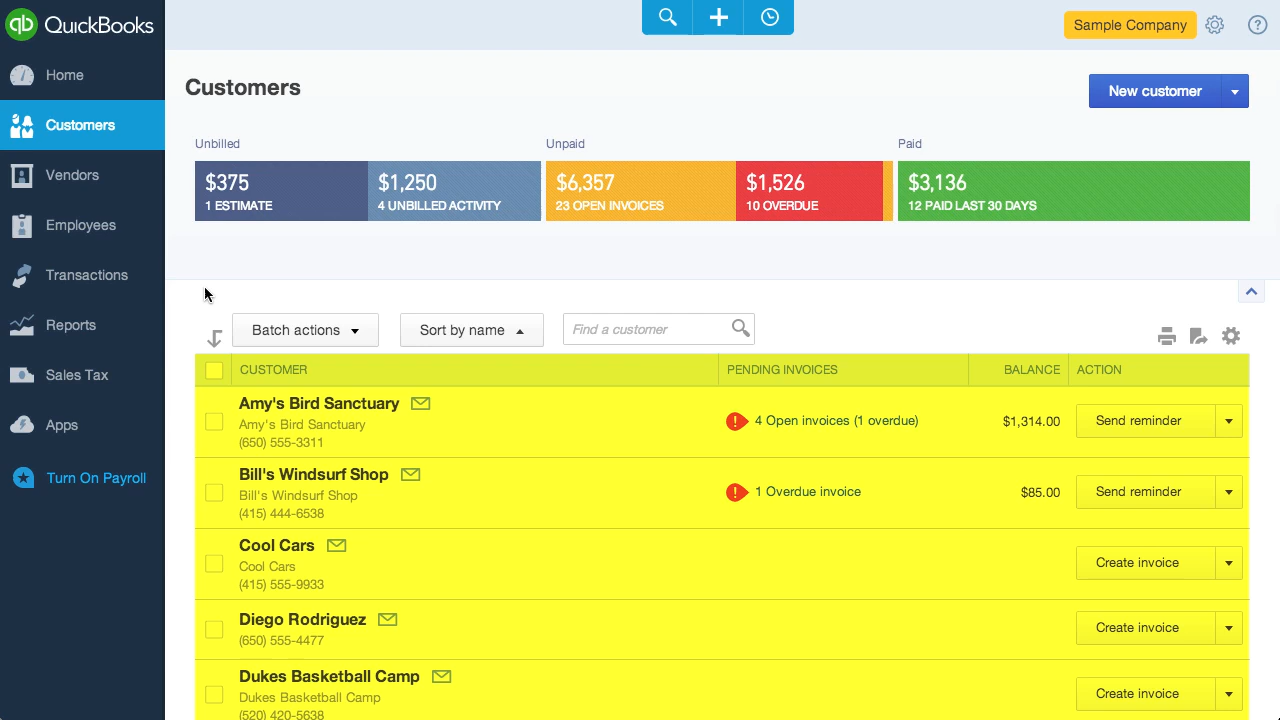 qb QuickBooks
Sample Company
?
Home
Customers
Vendors
Employees
Transactions
Reports
Sales Tax
Apps
Turn On Payroll
Customers
New customer
Unbilled
Unpaid
Paid
$375
1 ESTIMATE
$1,250
4 UNBILLED ACTIVITY
$6,357
23 OPEN INVOICES
$1,526
10 OVERDUE
$3,136
12 PAID LAST 30 DAYS
Batch actions
Sort by name
Find a customer
CUSTOMER PENDING INVOICES BALANCE ACTION
Amy's Bird Sanctuary
Amy's Bird Sanctuary
(650) 555-3311
! 4 Open invoices (1 overdue)
$1,314.00
Send reminder
Bill's Windsurf Shop
Bill's Windsurf Shop
(415) 444-6538
! 1 Overdue invoice
$85.00
Send reminder
Cool Cars
Cool Cars
(415) 555-9933
Create invoice
Diego Rodriguez
(650) 555-4477
Create invoice
Dukes Basketball Camp
Dukes Basketball Camp
(520) 420-5638
Create invoice